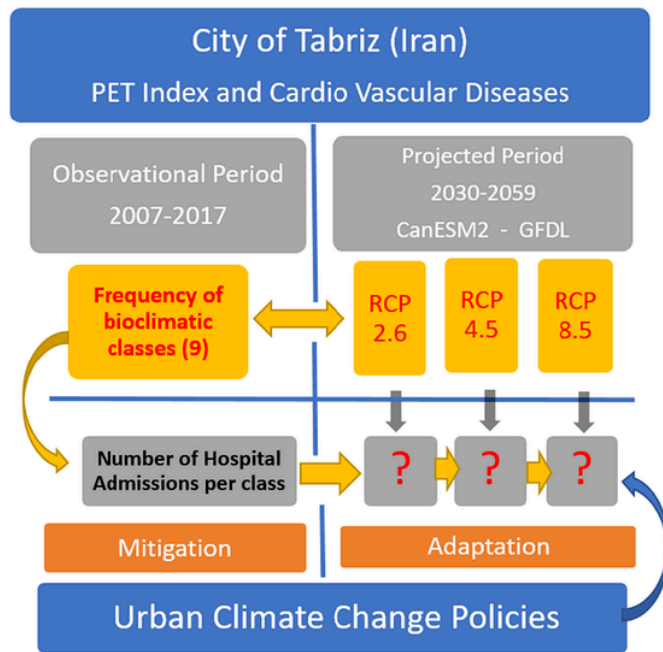 City of Tabriz (Iran)
PET Index and Cardio Vascular Diseases
Observational Period
2007-2017
Projected Period
2030-2059
CanESM2 - GFDL
Frequency of
bioclimatic
classes (9)
RCP
2.6
RCP
4.5
RCP
8.5
Number of Hospital
Admissions per class
?
?
?
Mitigation
Adaptation
Urban Climate Change Policies